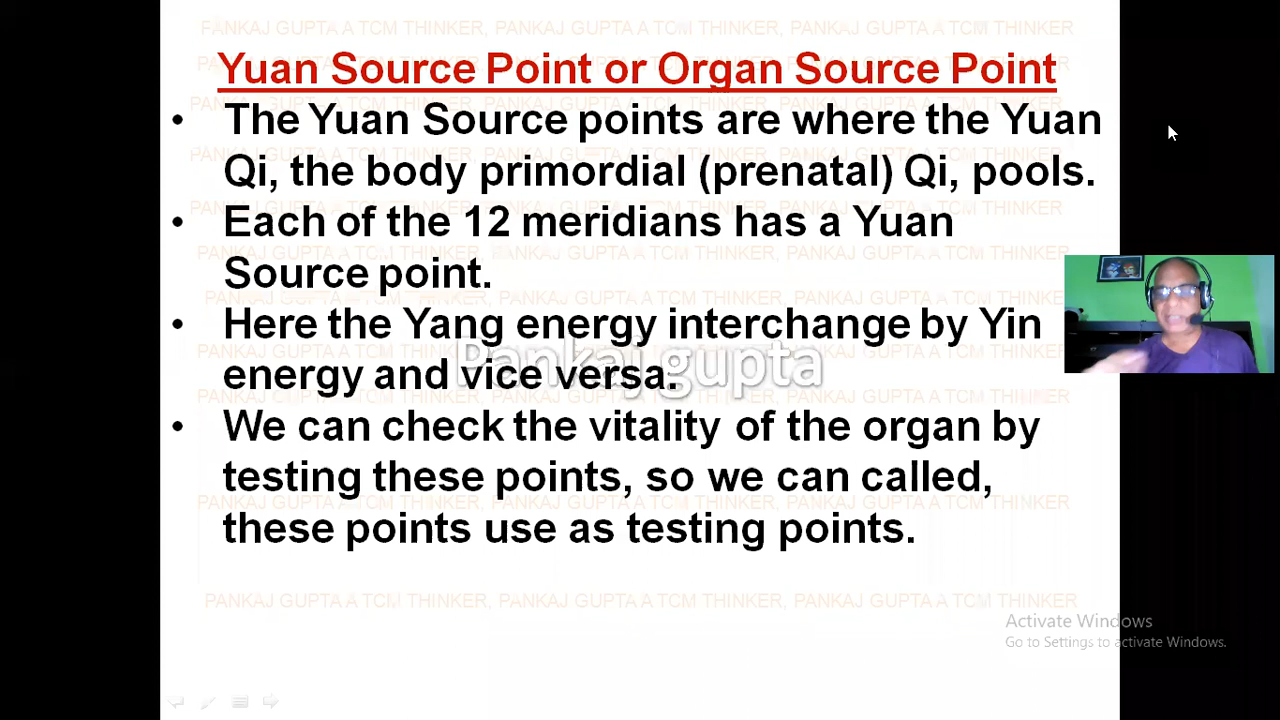 PANKAJ GUPTA A TCM THINKER, PANKAJ GUPTA A TCM THINKER, PANKAJ GUPTA A TCM THINKER
Yuan Source Point or Organ Source Point
• The Yuan Source points are where the Yuan
Qi, the body primordial (prenatal) Qi, pools.
• Each of the 12 meridians has a Yuan
Source point.
• Here the Yang energy interchange by Yin
energy and vice versa.
Pankaj gupta
• We can check the vitality of the organ by
testing these points, so we can called,
these points use as testing points.
PANKAJ GUPTA A TCM THINKER, PANKAJ GUPTA A TCM THINKER, PANKAJ GUPTA A TCM THINKER
Activate Windows
Go to Settings to activate Windows.